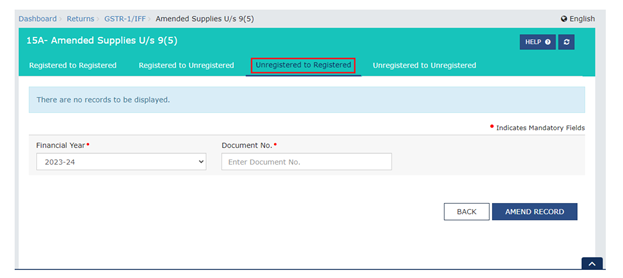 Dashboard > Returns > GSTR-1/IFF > Amended Supplies U/s 9(5) English
15A- Amended Supplies U/s 9(5) HELP ?
Registered to Registered Registered to Unregistered Unregistered to Registered Unregistered to Unregistered
There are no records to be displayed.
• Indicates Mandatory Fields
Financial Year• Document No.•
2023-24 Enter Document No.
BACK AMEND RECORD